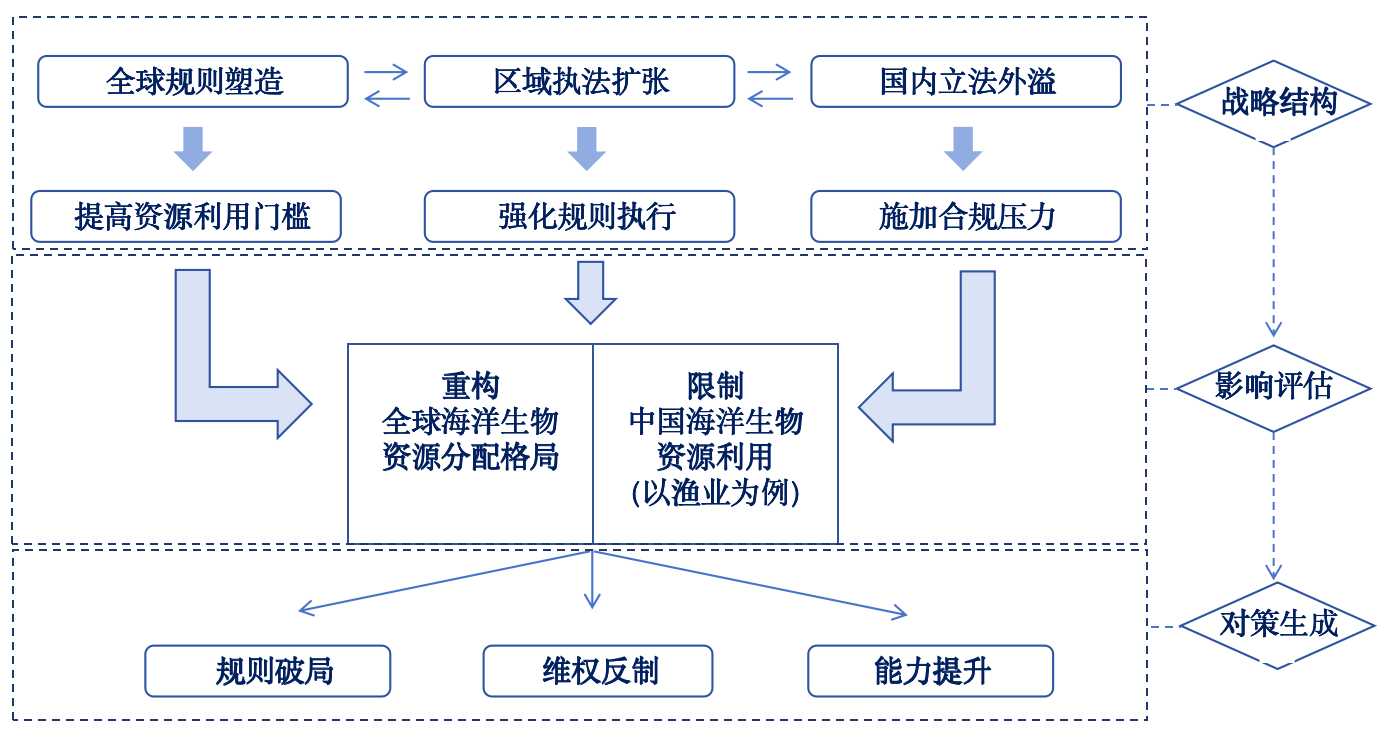 全球规则塑造
区域执法扩张
国内立法外溢
战略结构
提高资源利用门槛
强化规则执行
施加合规压力
重构
全球海洋生物
资源分配格局
限制
中国海洋生物
资源利用
(以渔业为例)
影响评估
规则破局
维权反制
能力提升
对策生成